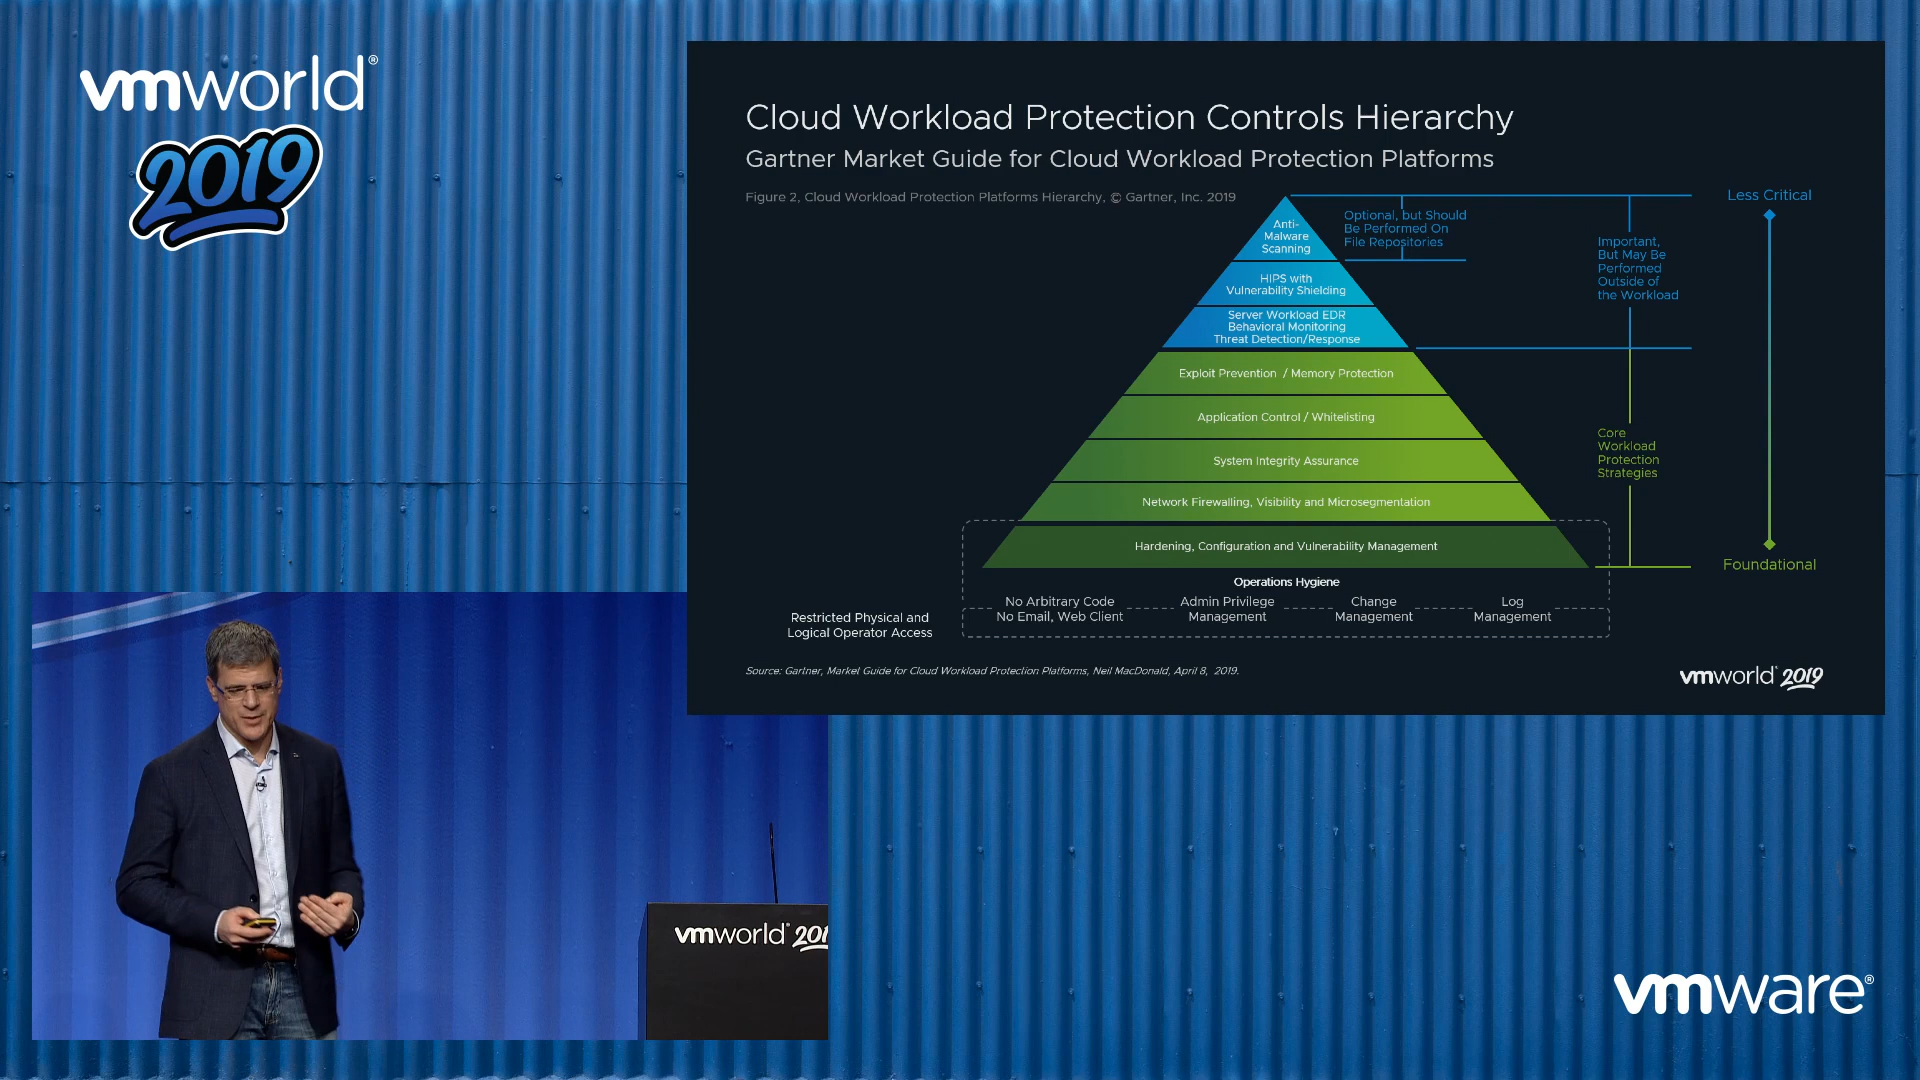 vmworld®
2019
Cloud Workload Protection Controls Hierarchy
Gartner Market Guide for Cloud Workload Protection Platforms
Figure 2, Cloud Workload Protection Platforms Hierarchy, © Gartner, Inc. 2019
Anti-
Malware
Scanning
HIPS with
Vulnerability Shielding
Server Workload EDR
Behavioral Monitoring
Threat Detection/Response
Exploit Prevention / Memory Protection
Application Control / Whitelisting
System Integrity Assurance
Network Firewalling, Visibility and Microsegmentation
Hardening, Configuration and Vulnerability Management
Optional, but Should
Be Performed On
File Repositories
Important,
But May Be
Performed
Outside of
the Workload
Core
Workload
Protection
Strategies
Less Critical
Foundational
Operations Hygiene
No Arbitrary Code
No Email, Web Client
Admin Privilege
Management
Change
Management
Log
Management
Restricted Physical and
Logical Operator Access
Source: Gartner, Market Guide for Cloud Workload Protection Platforms, Neil MacDonald, April 8, 2019.
vmworld® 2019
vmworld® 201
vmware®